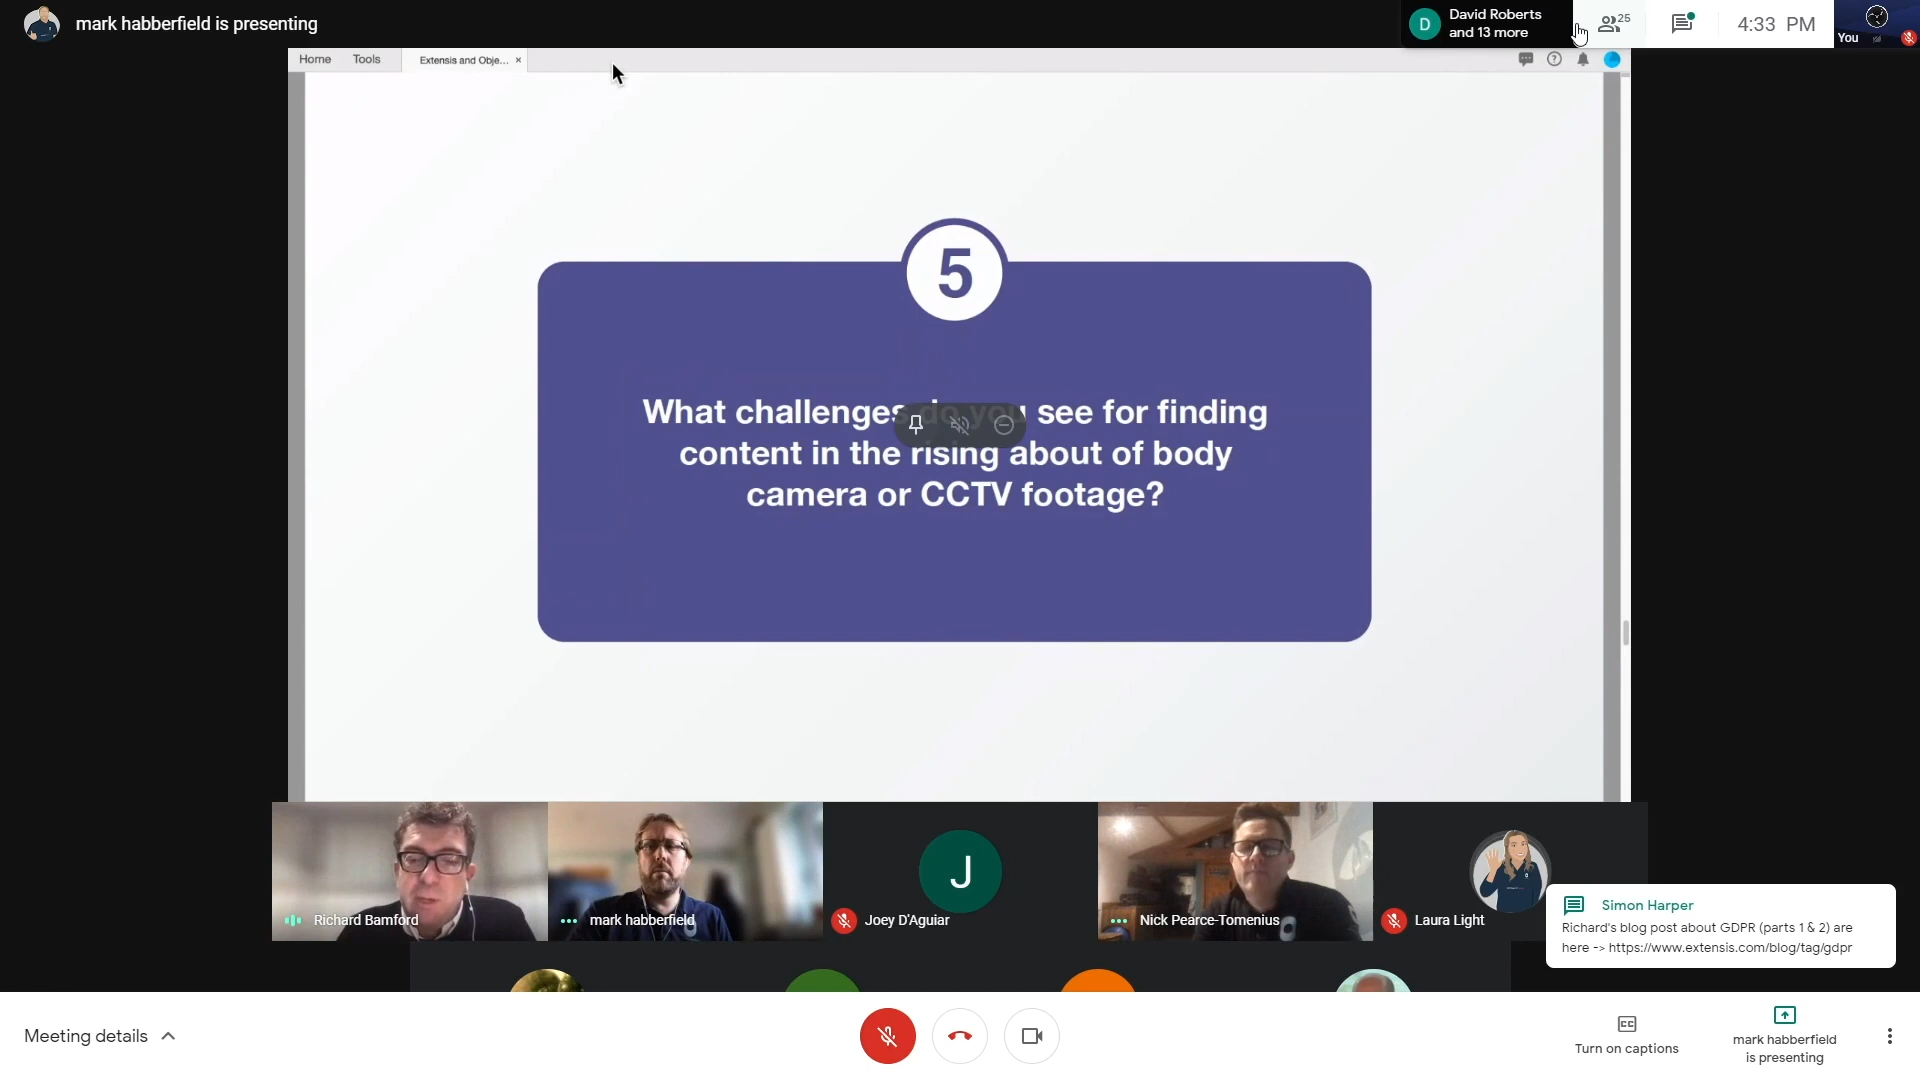 mark habberfield is presenting
D
David Roberts
and 13 more
25
4:33 PM
You
Home
Tools
Extensis and Obje... ×
5
What challenges do you see for finding
content in the rising about of body
camera or CCTV footage?
Richard Bamford
mark habberfield
J
Joey D'Aguiar
Nick Pearce-Tomenius
Laura Light
Simon Harper
Richard's blog post about GDPR (parts 1 & 2) are
here -> https://www.extensis.com/blog/tag/gdpr
Meeting details
CC
Turn on captions
mark habberfield
is presenting